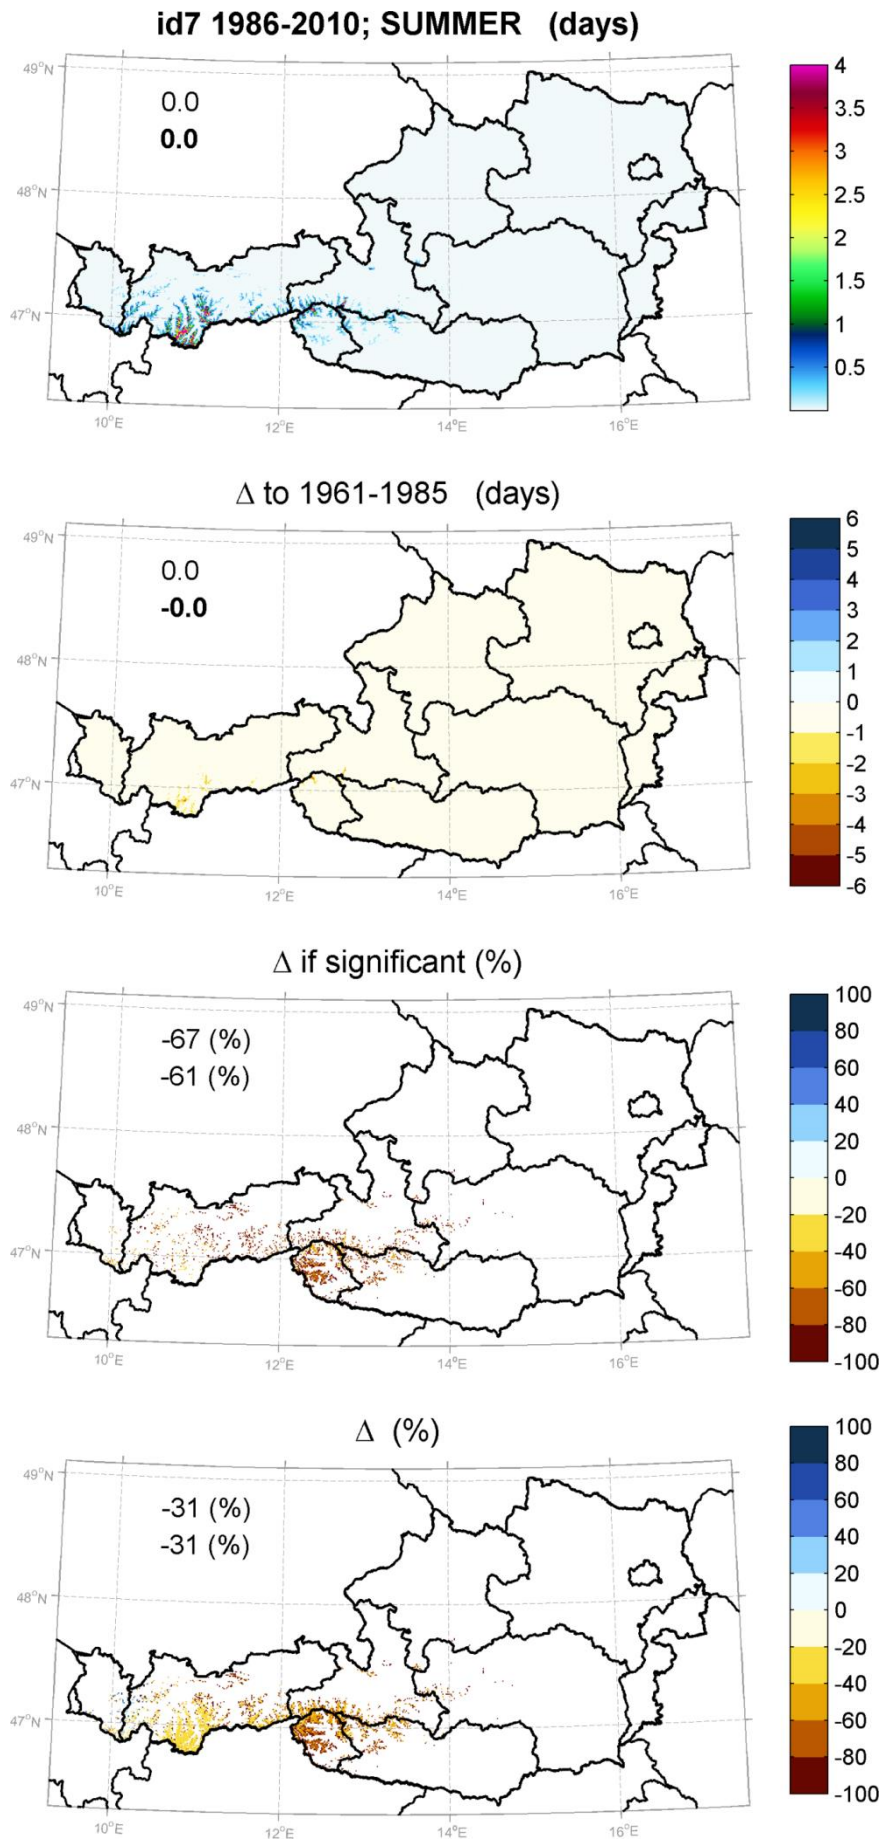 id7 1986-2010; SUMMER (days)
49°N
48°N
47°N
0.0
0.0
10°E
12°E
14°E
16°E
4
3.5
3
2.5
2
1.5
1
0.5
Δ to 1961-1985 (days)
49°N
48°N
47°N
0.0
-0.0
10°E
12°E
14°E
16°E
6
5
4
3
2
1
0
-1
-2
-3
-4
-5
-6
Δ if significant (%)
49°N
48°N
47°N
-67 (%)
-61 (%)
10°E
12°E
14°E
16°E
100
80
60
40
20
0
-20
-40
-60
-80
-100
Δ (%)
49°N
48°N
47°N
-31 (%)
-31 (%)
10°E
12°E
14°E
16°E
100
80
60
40
20
0
-20
-40
-60
-80
-100